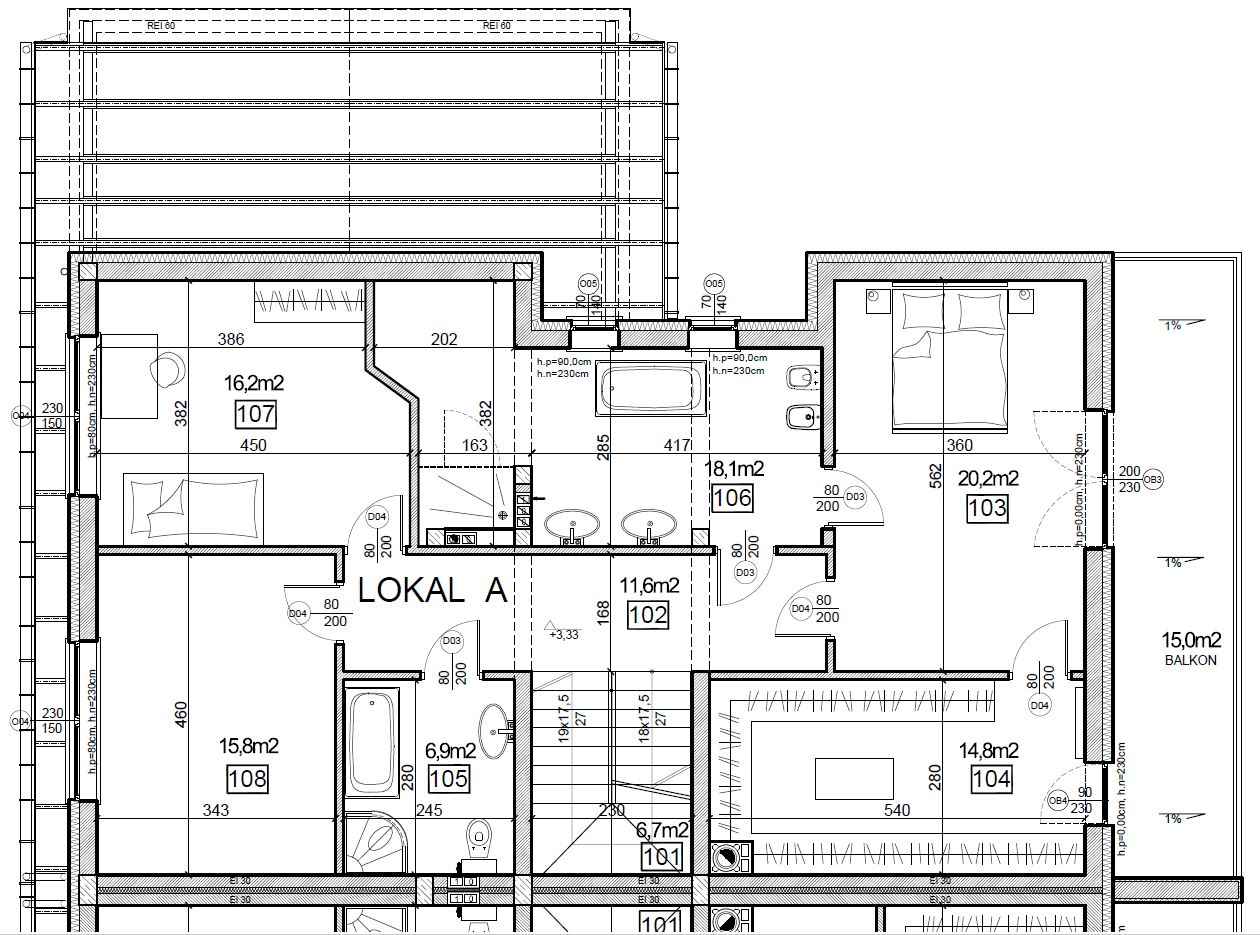 REI 60
REI 60
O05
70
140
O05
70
140
h.p=90,0cm
h.n=230cm
h.p=90,0cm
h.n=230cm
1%
386
202
16,2m2
107
382
382
450
163
285
417
360
562
O04
230
150
h.p=80cm, h.n=230cm
18,1m2
106
80
200
D03
20,2m2
103
h.p=0,00cm, h.n=230cm
200
230
OB3
D04
80
200
80
200
D03
1%
LOKAL A
11,6m2
102
168
+3,33
D04
80
200
D04
80
200
D03
80
200
15,0m2
BALKON
80
200
D04
O04
230
150
h.p=80cm, h.n=230cm
460
15,8m2
108
343
6,9m2
105
280
245
19x17,5
27
18x17,5
27
230
6,7m2
101
14,8m2
104
280
540
OB4
90
230
h.p=0,00cm, h.n=230cm
1%
EI 30
EI 30
EI 30
EI 30
EI 30
EI 30
1 0
1 0
101